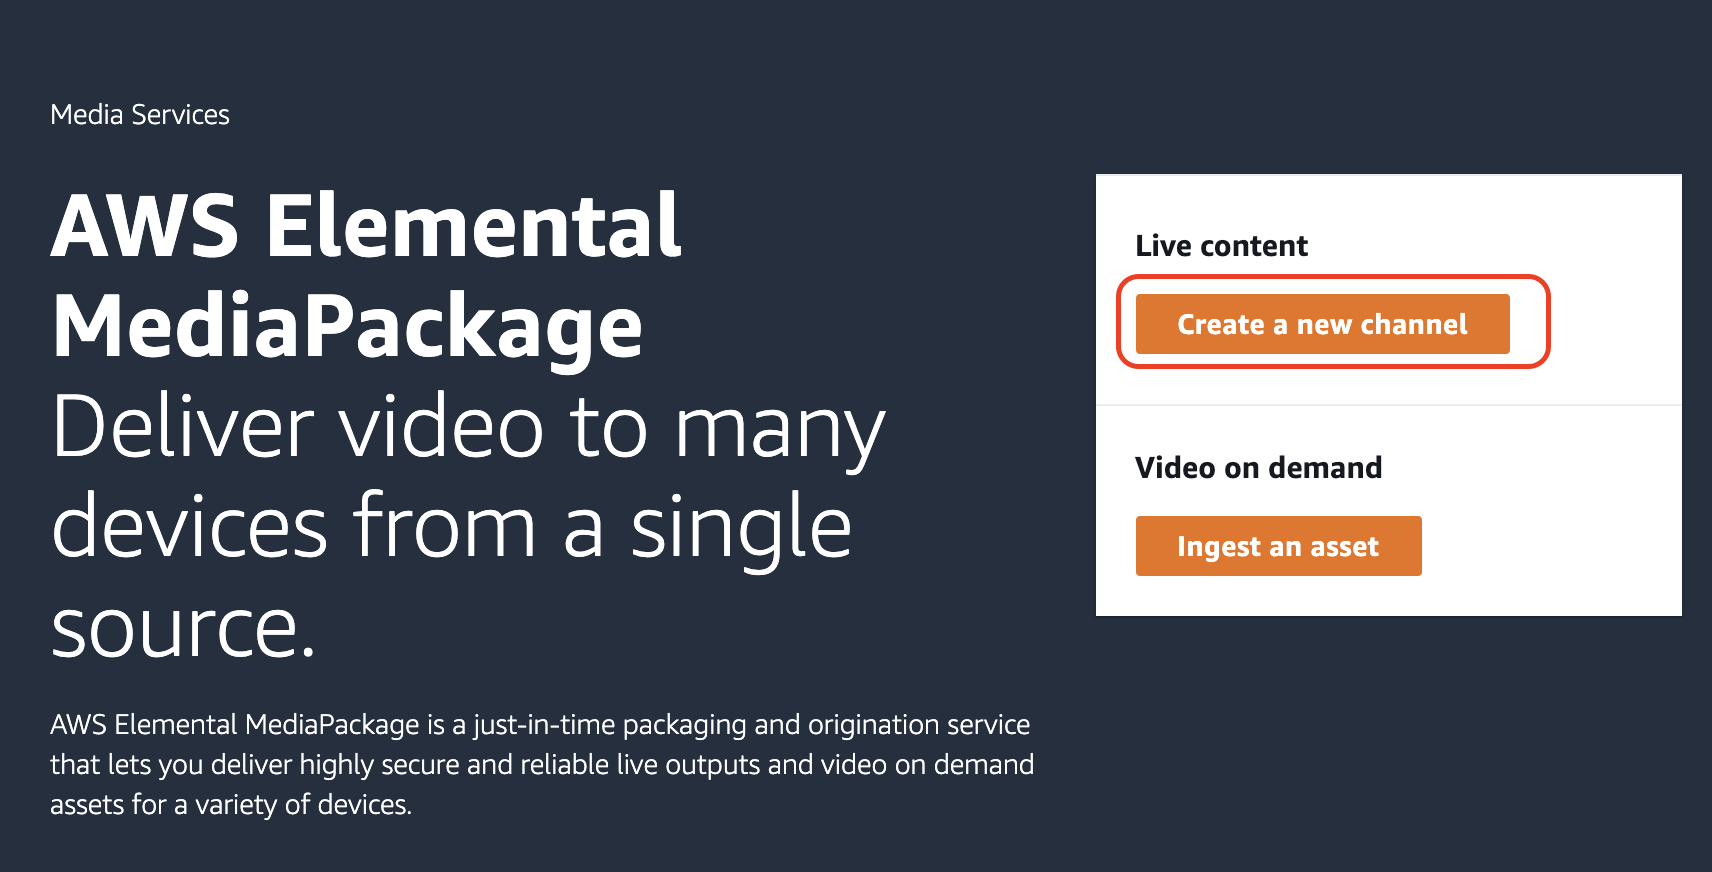 Media Services
AWS Elemental
MediaPackage
Deliver video to many
devices from a single
source.
AWS Elemental MediaPackage is a just-in-time packaging and origination service
that lets you deliver highly secure and reliable live outputs and video on demand
assets for a variety of devices.
Live content
Create a new channel
Video on demand
Ingest an asset